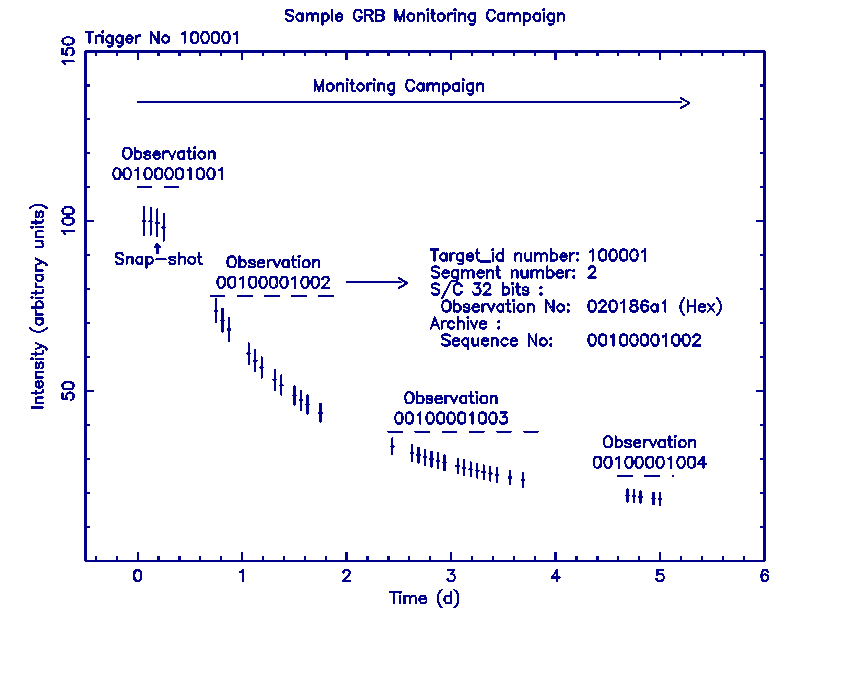 Sample GRB Monitoring Campaign
Trigger No 100001
150
Monitoring Campaign
Observation
00100001001
100
Snap-shot
Observation
00100001002
Target_id number: 100001
Segment number: 2
S/C 32 bits :
Observation No: 020186a1 (Hex)
Archive :
Sequence No: 00100001002
Intensity (arbitrary units)
50
Observation
00100001003
Observation
00100001004
0 1 2 3 4 5 6
Time (d)